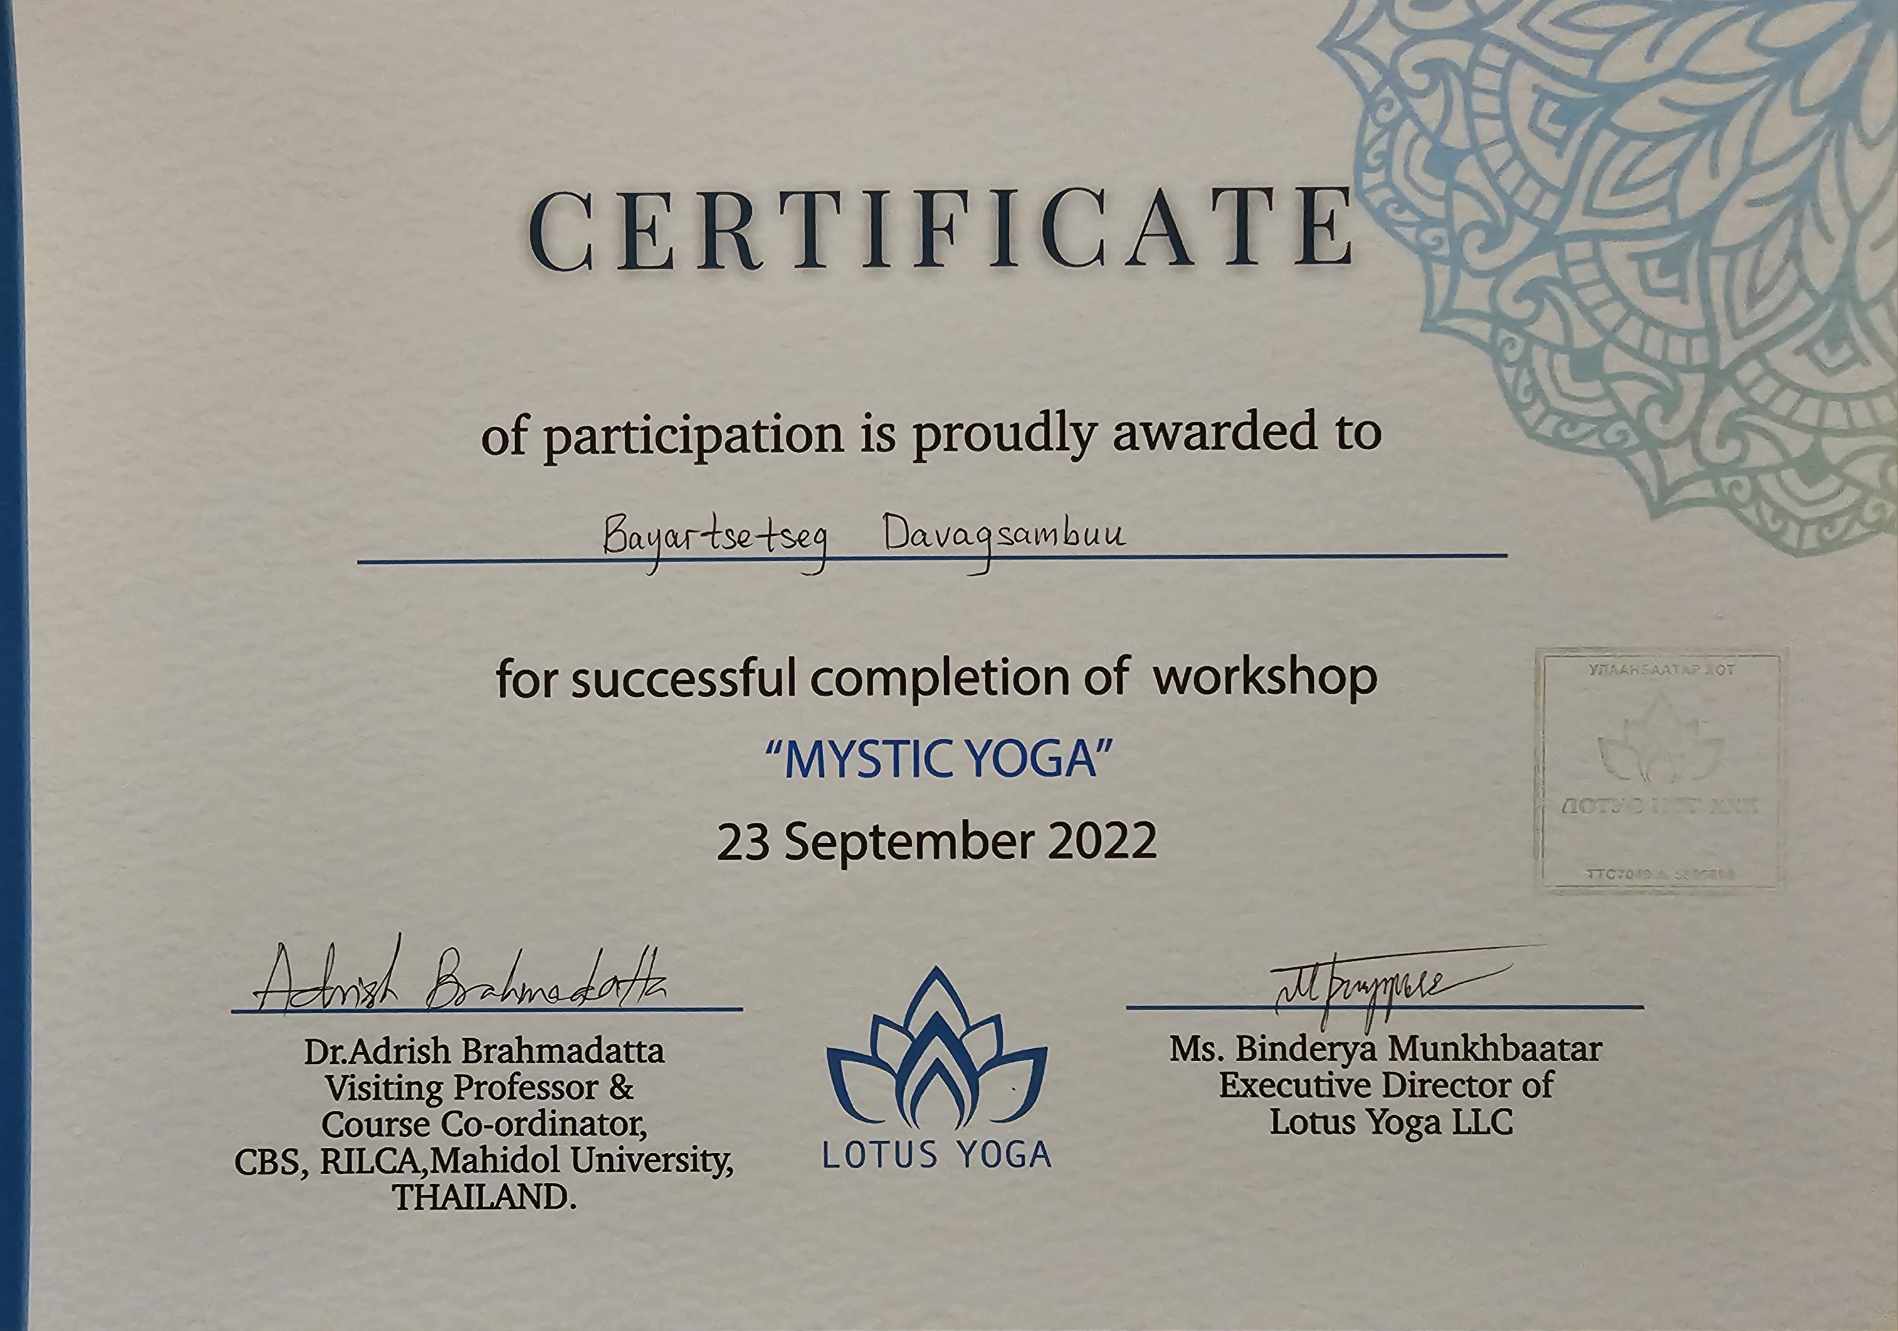 CERTIFICATE
of participation is proudly awarded to
Bayartsetseg Davagsambuu
for successful completion of workshop
“MYSTIC YOGA”
23 September 2022
УЛААНБААТАР ХОТ
Adrish Brahmadatta
Dr.Adrish Brahmadatta
Visiting Professor &
Course Co-ordinator,
CBS, RILCA,Mahidol University,
THAILAND.
LOTUS YOGA
Ms. Binderya Munkhbaatar
Executive Director of
Lotus Yoga LLC